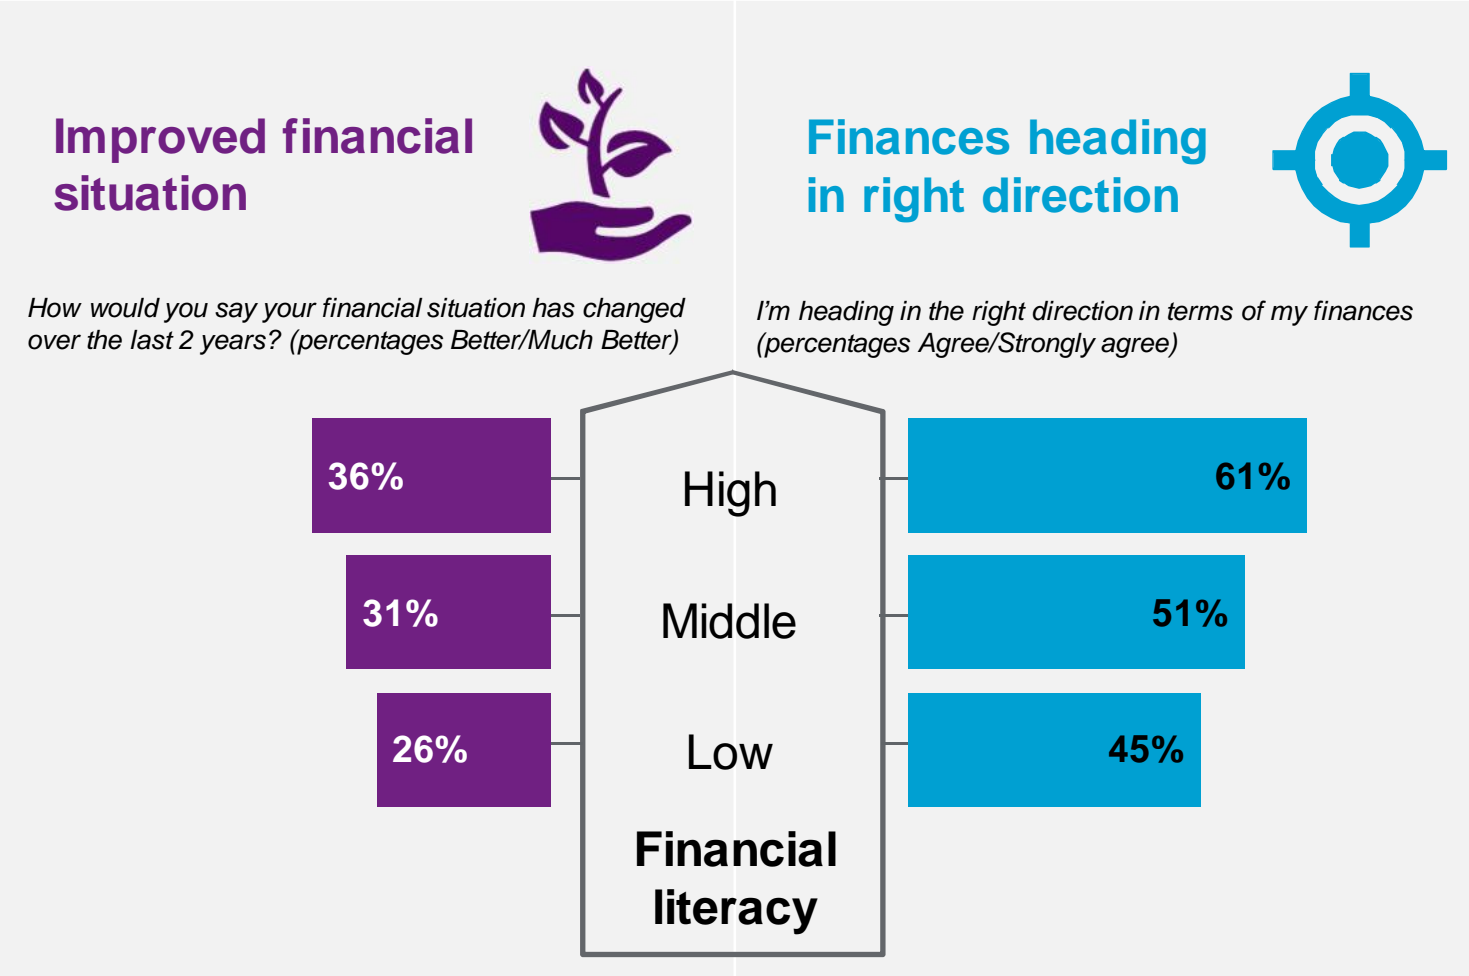 Improved financial
situation
How would you say your financial situation has changed
over the last 2 years? (percentages Better/Much Better)
Finances heading
in right direction
I’m heading in the right direction in terms of my finances
(percentages Agree/Strongly agree)
36%
High
61%
31%
Middle
51%
26%
Low
45%
Financial
literacy